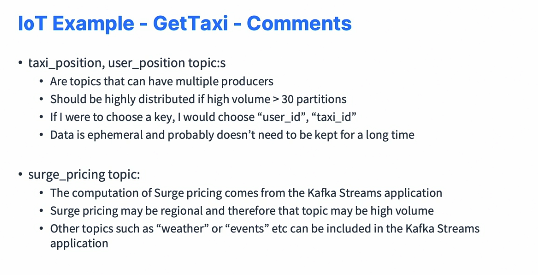 IoT Example - GetTaxi - Comments
• taxi_position, user_position topic:s
• Are topics that can have multiple producers
• Should be highly distributed if high volume > 30 partitions
• If I were to choose a key, I would choose “user_id”, “taxi_id”
• Data is ephemeral and probably doesn’t need to be kept for a long time
• surge_pricing topic:
• The computation of Surge pricing comes from the Kafka Streams application
• Surge pricing may be regional and therefore that topic may be high volume
• Other topics such as “weather” or “events” etc can be included in the Kafka Streams
application